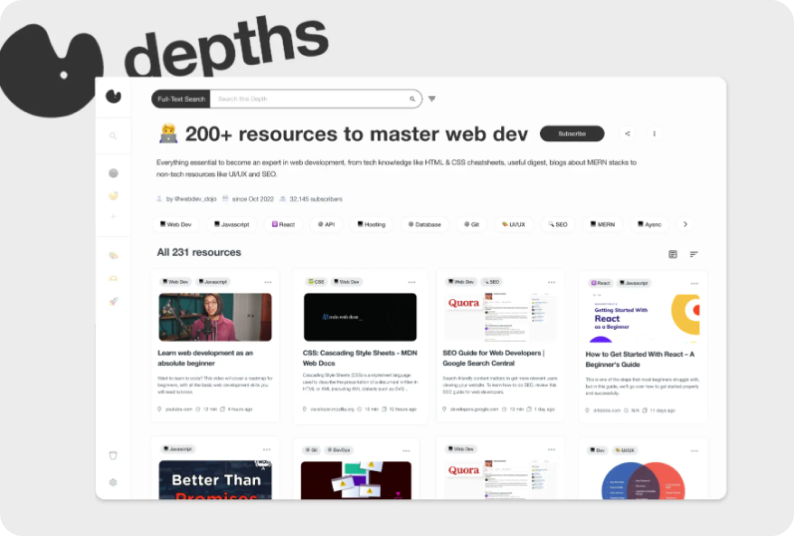 depths
Full-Text Search
Search this Depth
200+ resources to master web dev
Subscribe
Everything essential to become an expert in web development, from tech knowledge like HTML & CSS cheatsheets, useful digest, blogs about MERN stacks to
non-tech resources like UI/UX and SEO.
by @webdev_dojo since Oct 2022 32,145 subscribers
Web Dev Javascript React API Hosting Database Git UI/UX SEO MERN Async
All 231 resources
Web Dev Javascript
Learn web development as an
absolute beginner
Want to learn to code? This video will cover a roadmap for
beginners, with all the basic web development skills you
will need to know.
youtube.com 12 min 8 hours ago
CSS Web Dev
CSS: Cascading Style Sheets - MDN
Web Docs
Cascading Style Sheets (CSS) is a stylesheet language
used to describe the presentation of a document written in
HTML or XML (including XML dialects such as SVG,
developer.mozilla.org 15 min 12 hours ago
Web Dev SEO
Quora
SEO Guide for Web Developers |
Google Search Central
Search-friendly content matters to get more relevant users
viewing your website. To learn how to do SEO, review this
SEO guide for web developers.
developers.google.com 12 min 1 day ago
React Javascript
Getting Started With
React
as a Beginner
How to Get Started With React – A
Beginner's Guide
This is one of the steps that most beginners struggle with,
but in this guide, we'll go over how to get started properly
and successfully.
N/A 11 days ago
Javascript
Better Than
Promises
Git DevOps
Web Dev
Quora
Dev UI/UX